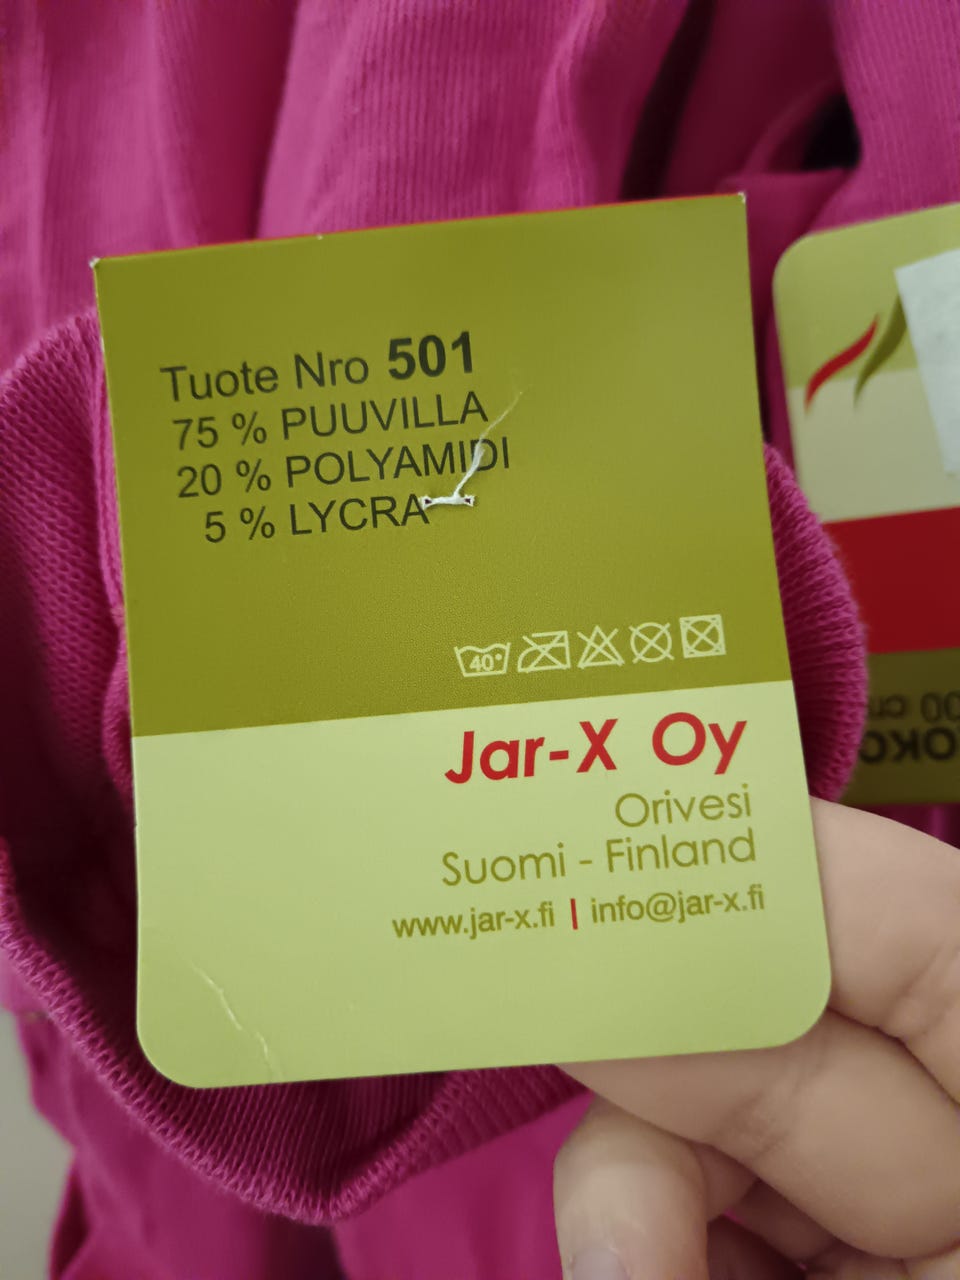 Tuote Nro 501
75 % PUUVILLA
20 % POLYAMIDI
5 % LYCRA
40°
Jar-X Oy
Orivesi
Suomi - Finland
www.jar-x.fi | info@jar-x.fi